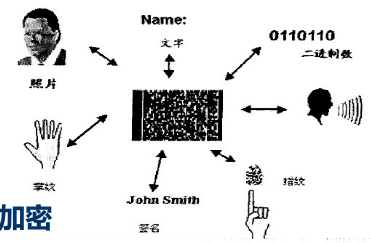 Name:
文字
0110110
二进制数
照片
掌纹
John Smith
签名
指纹
加密